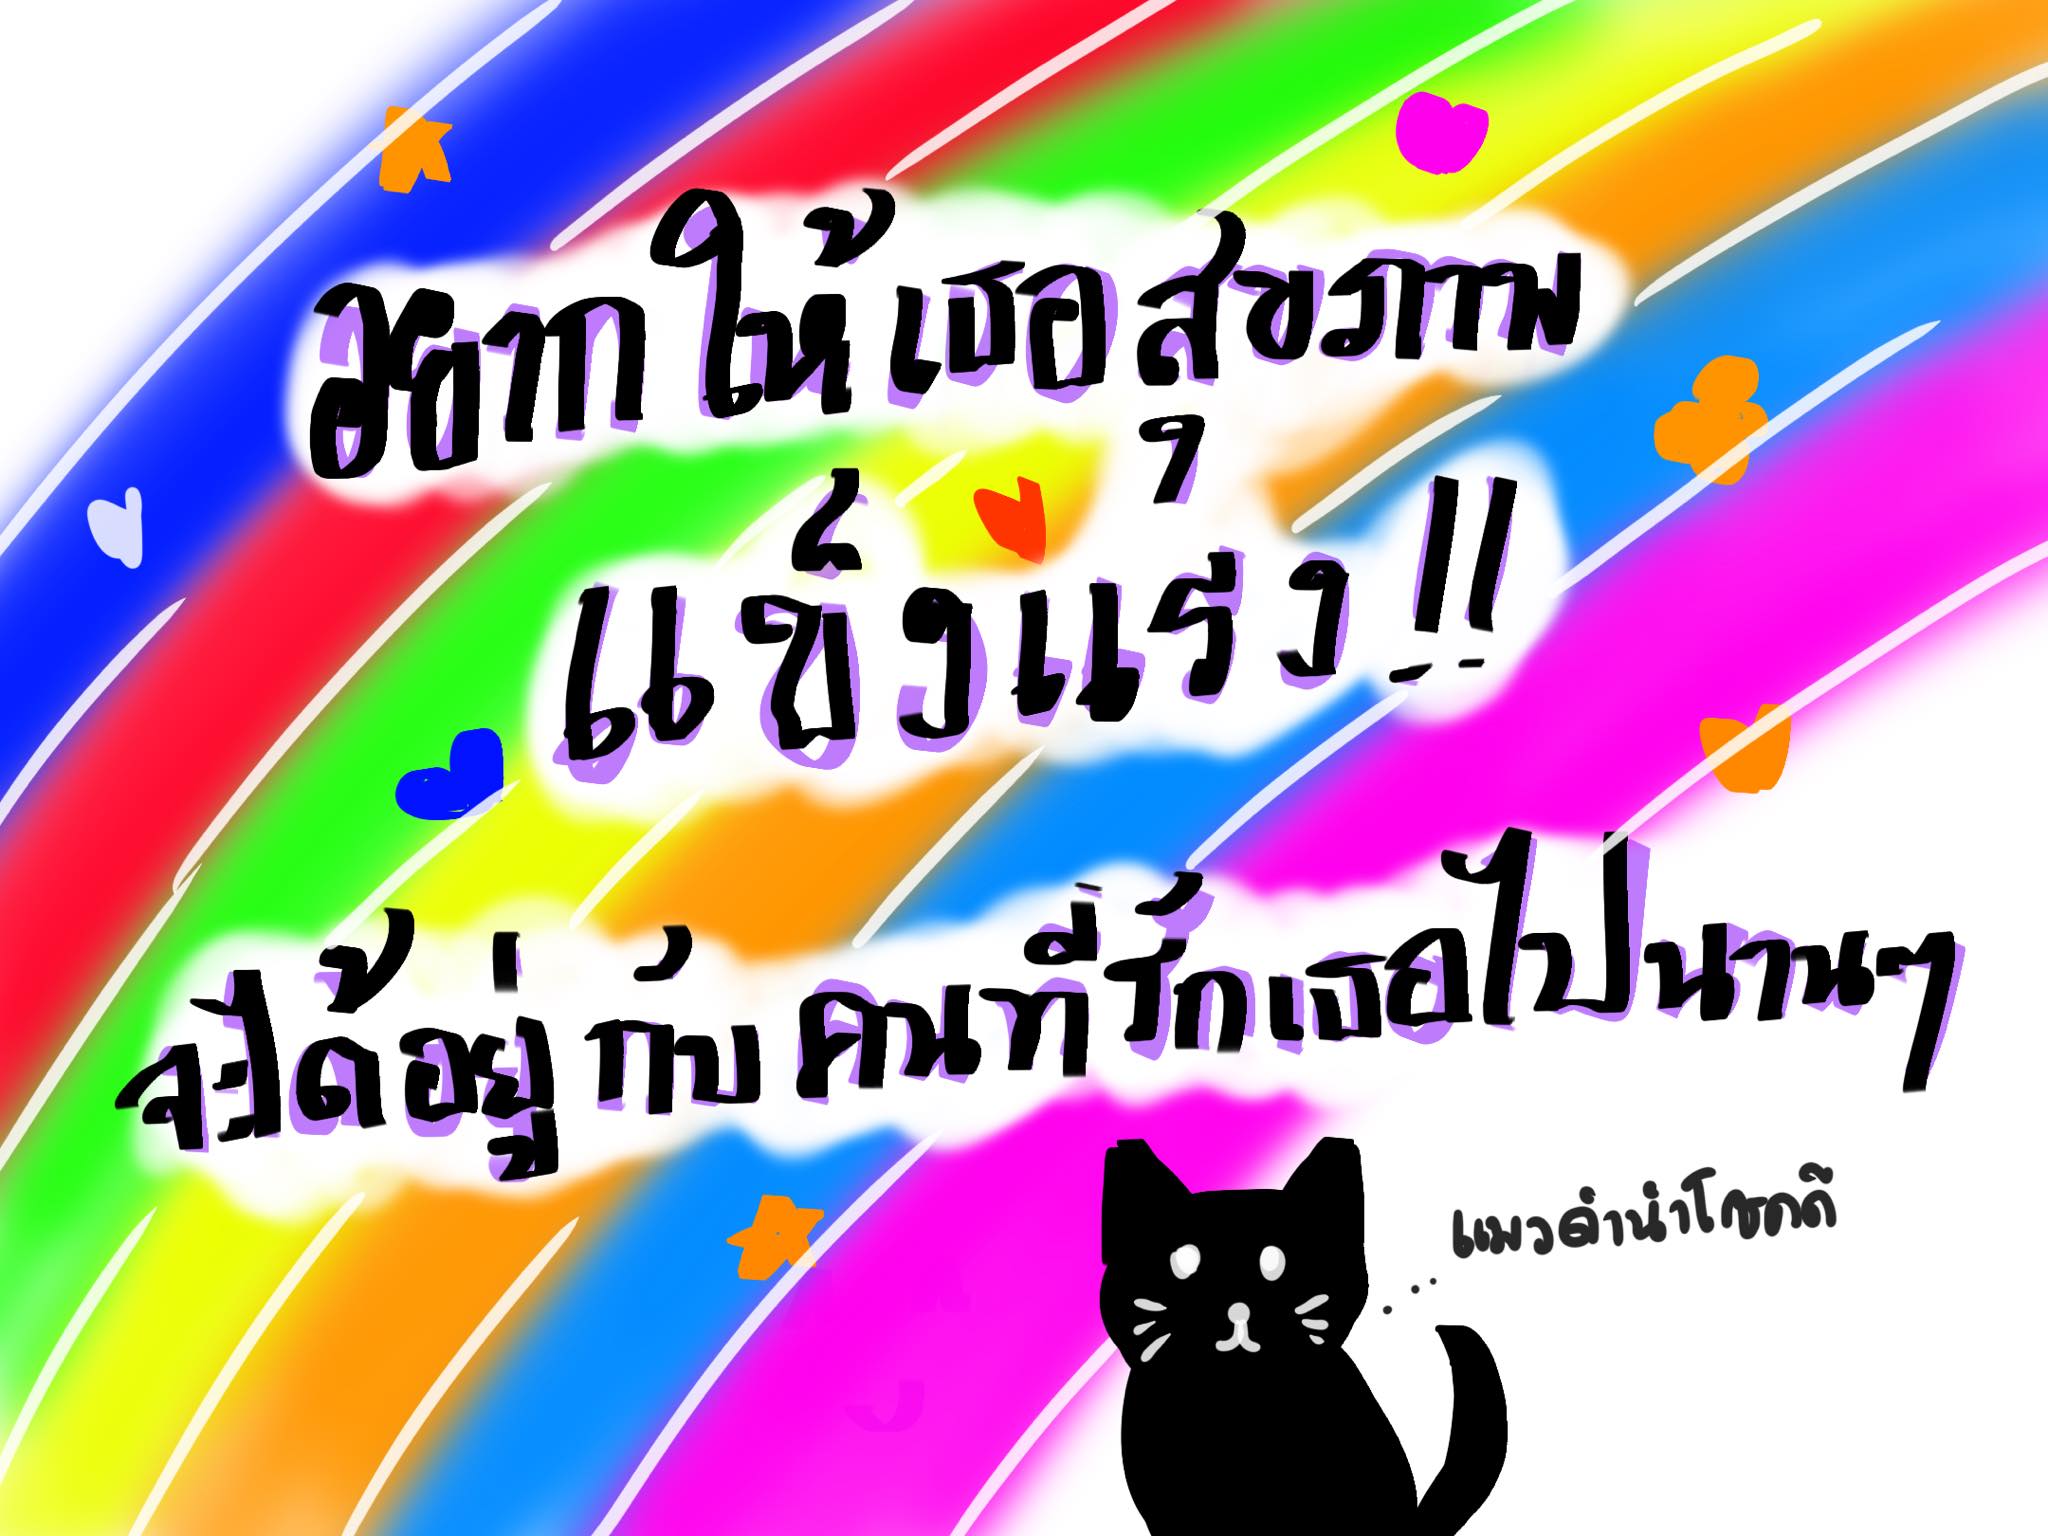 อยากให้เธอสุขภาพ
แข็งแรง!!
จะได้อยู่กับคนที่รักเธอไปนานๆ
แมวดำนำโชคดี